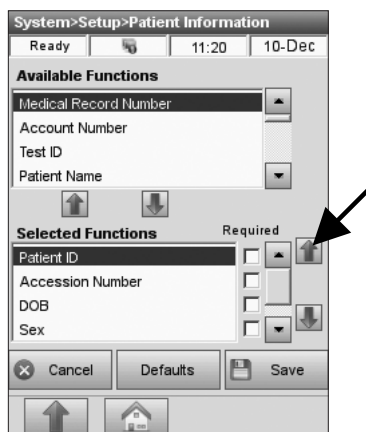 System>Setup>Patient Information
Ready 11:20 10-Dec
Available Functions
Medical Record Number
Account Number
Test ID
Patient Name
Selected Functions Required
Patient ID
Accession Number
DOB
Sex
Cancel Defaults Save